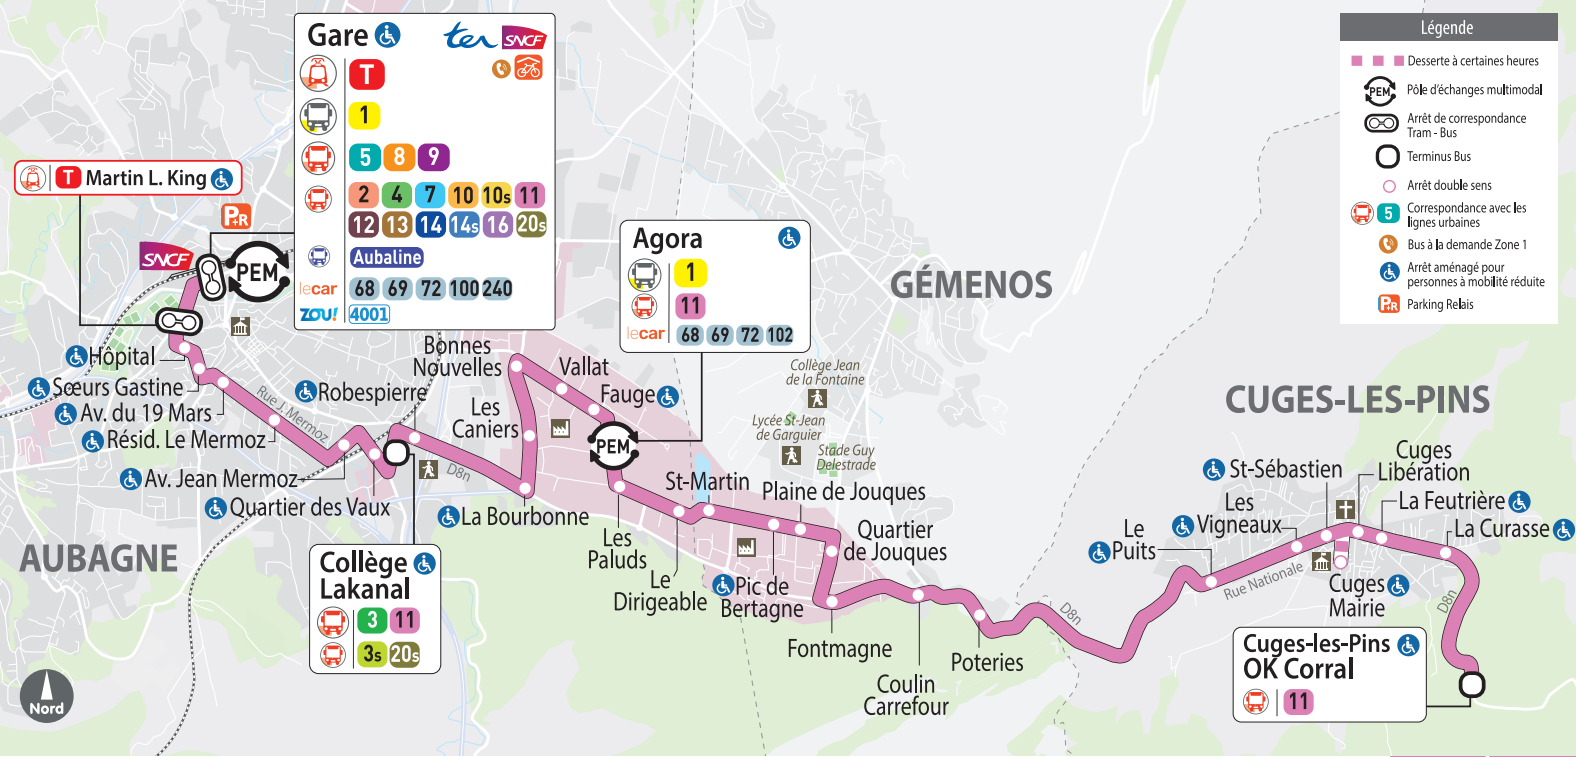 Gare
ter SNCF
T
1
5 8 9
2 4 7 10 10s 11
12 13 14 14s 16 20s
Aubaline
lecar 68 69 72 100 240
ZOU! 4001
T Martin L. King
P+R
SNCF
PEM
Agora
1
11
lecar 68 69 72 102
Légende
Desserte à certaines heures
PEM Pôle d'échanges multimodal
Arrêt de correspondance
Tram - Bus
Terminus Bus
Arrêt double sens
5 Correspondance avec les
lignes urbaines
Bus à la demande Zone 1
Arrêt aménagé pour
personnes à mobilité réduite
P+R Parking Relais
GÉMENOS
CUGES-LES-PINS
AUBAGNE
Hôpital
Sœurs Gastine
Av. du 19 Mars
Résid. Le Mermoz
Rue J. Mermoz
Av. Jean Mermoz
Quartier des Vaux
Robespierre
Collège
Lakanal
3 11
3s 20s
D8n
La Bourbonne
Les
Caniers
Bonnes
Nouvelles
Vallat
Fauge
PEM
Les
Paluds
Le
Dirigeable
St-Martin
Collège Jean
de la Fontaine
Lycée St-Jean
de Garguier
Stade Guy
Delestrade
Pic de
Bertagne
Plaine de Jouques
Quartier
de Jouques
Fontmagne
Coulin
Carrefour
Poteries
D8n
Le
Puits
Rue Nationale
Les
Vigneaux
St-Sébastien
Cuges
Mairie
Cuges
Libération
La Feutrière
La Curasse
D8n
Cuges-les-Pins
OK Corral
11
Nord